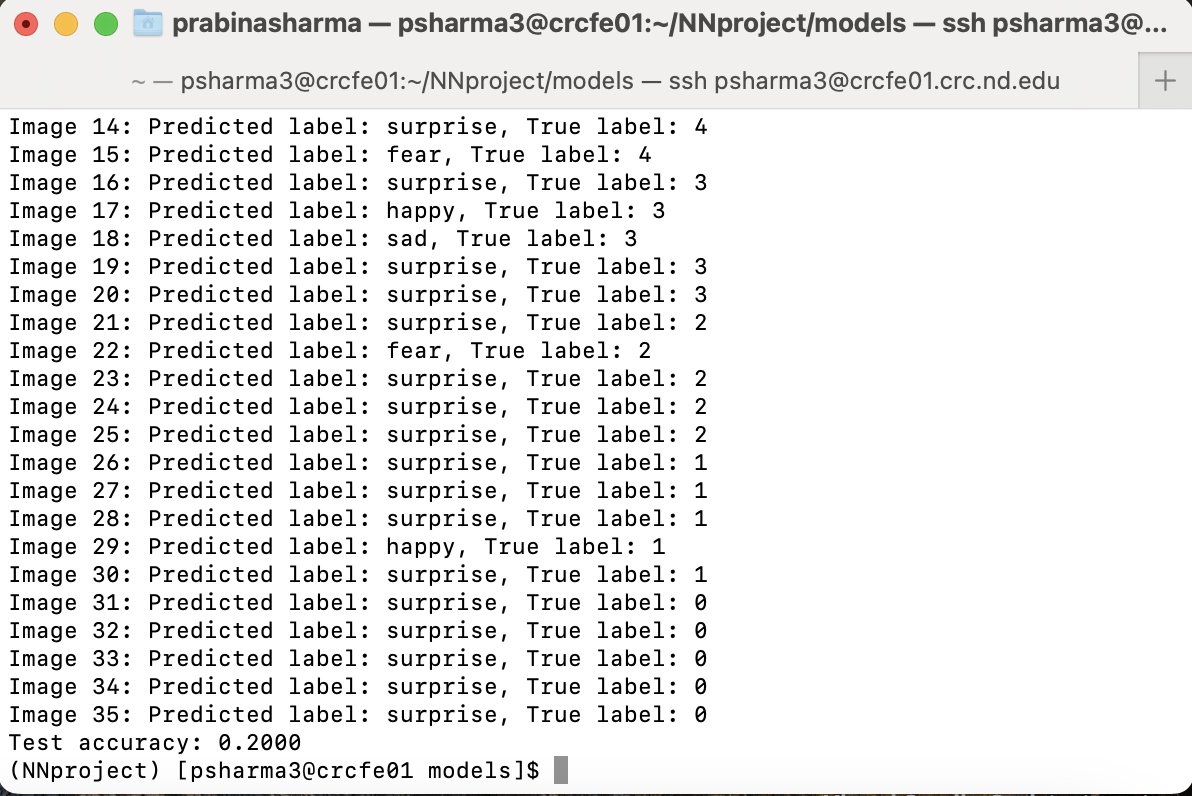 prabinasharma — psharma3@crcfe01:~/NNproject/models — ssh psharma3@...
~ — psharma3@crcfe01:~/NNproject/models — ssh psharma3@crcfe01.crc.nd.edu
Image 14: Predicted label: surprise, True label: 4
Image 15: Predicted label: fear, True label: 4
Image 16: Predicted label: surprise, True label: 3
Image 17: Predicted label: happy, True label: 3
Image 18: Predicted label: sad, True label: 3
Image 19: Predicted label: surprise, True label: 3
Image 20: Predicted label: surprise, True label: 3
Image 21: Predicted label: surprise, True label: 2
Image 22: Predicted label: fear, True label: 2
Image 23: Predicted label: surprise, True label: 2
Image 24: Predicted label: surprise, True label: 2
Image 25: Predicted label: surprise, True label: 2
Image 26: Predicted label: surprise, True label: 1
Image 27: Predicted label: surprise, True label: 1
Image 28: Predicted label: surprise, True label: 1
Image 29: Predicted label: happy, True label: 1
Image 30: Predicted label: surprise, True label: 1
Image 31: Predicted label: surprise, True label: 0
Image 32: Predicted label: surprise, True label: 0
Image 33: Predicted label: surprise, True label: 0
Image 34: Predicted label: surprise, True label: 0
Image 35: Predicted label: surprise, True label: 0
Test accuracy: 0.2000
(NNproject) [psharma3@crcfe01 models]$